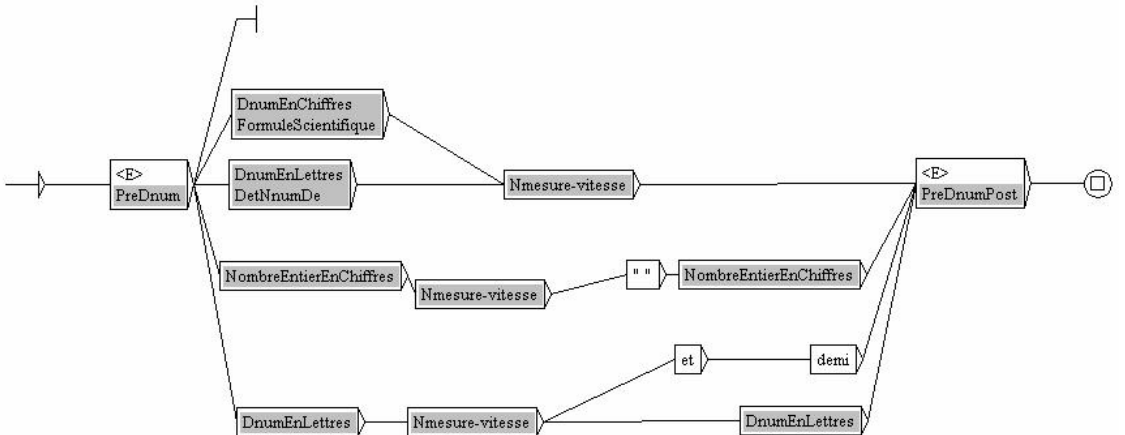 <E>
PreDnum
DnumEnChiffres
FormuleScientifique
DnumEnLettres
DetNnumDe
Nmesure-vitesse
<E>
PreDnumPost
NombreEntierEnChiffres
Nmesure-vitesse
" "
NombreEntierEnChiffres
et
demi
DnumEnLettres
Nmesure-vitesse
DnumEnLettres